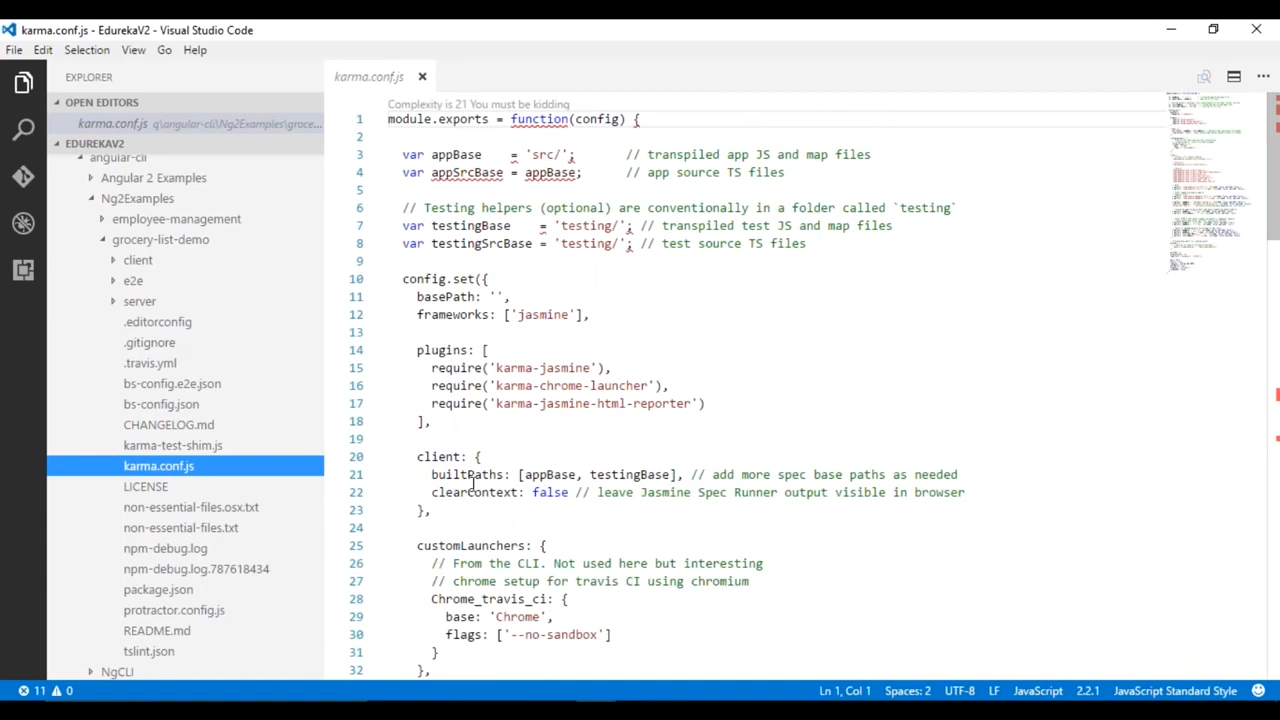 karma.conf.js - EdurekaV2 - Visual Studio Code
File Edit Selection View Go Help
EXPLORER
OPEN EDITORS
karma.conf.js q\angular-cli\Ng2Examples\groce...
EDUREKAV2
angular-cli
Angular 2 Examples
Ng2Examples
employee-management
grocery-list-demo
client
e2e
server
.editorconfig
.gitignore
.travis.yml
bs-config.e2e.json
bs-config.json
CHANGELOG.md
karma-test-shim.js
karma.conf.js
LICENSE
non-essential-files.osx.txt
non-essential-files.txt
npm-debug.log
npm-debug.log.787618434
package.json
protractor.config.js
README.md
tslint.json
NgCLI
karma.conf.js
Complexity is 21 You must be kidding
1 module.exports = function(config) {
2
3 var appBase = 'src/'; // transpiled app JS and map files
4 var appSrcBase = appBase; // app source TS files
5
6 // Testing helpers (optional) are conventionally in a folder called `testing`
7 var testingBase = 'testing/'; // transpiled test JS and map files
8 var testingSrcBase = 'testing/'; // test source TS files
9
10 config.set({
11 basePath: '',
12 frameworks: ['jasmine'],
13
14 plugins: [
15 require('karma-jasmine'),
16 require('karma-chrome-launcher'),
17 require('karma-jasmine-html-reporter')
18 ],
19
20 client: {
21 builtPaths: [appBase, testingBase], // add more spec base paths as needed
22 clearContext: false // leave Jasmine Spec Runner output visible in browser
23 },
24
25 customLaunchers: {
26 // From the CLI. Not used here but interesting
27 // chrome setup for travis CI using chromium
28 Chrome_travis_ci: {
29 base: 'Chrome',
30 flags: ['--no-sandbox']
31 }
32 },
11 0 Ln 1, Col 1 Spaces: 2 UTF-8 LF JavaScript 2.2.1 JavaScript Standard Style